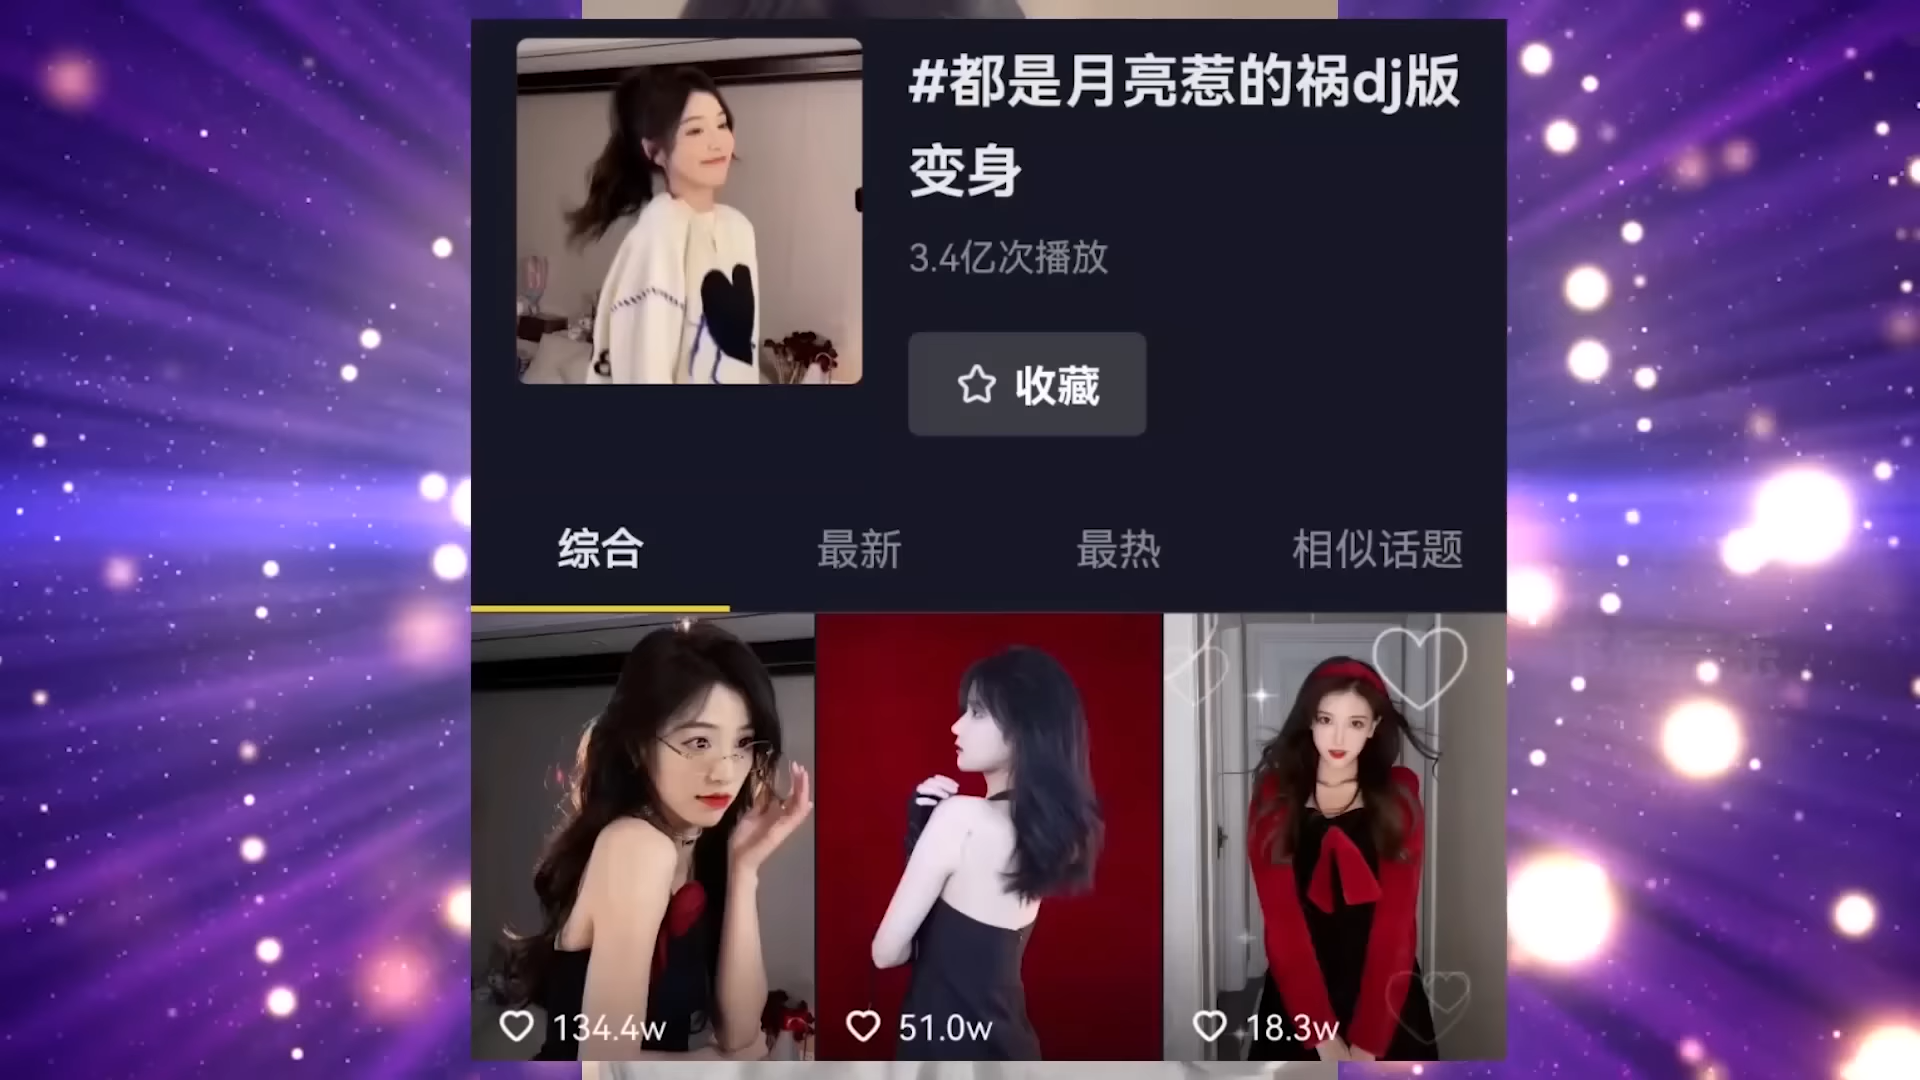 #都是月亮惹的祸dj版
变身
3.4亿次播放
收藏
综合 最新 最热 相似话题
134.4w 51.0w 18.3w